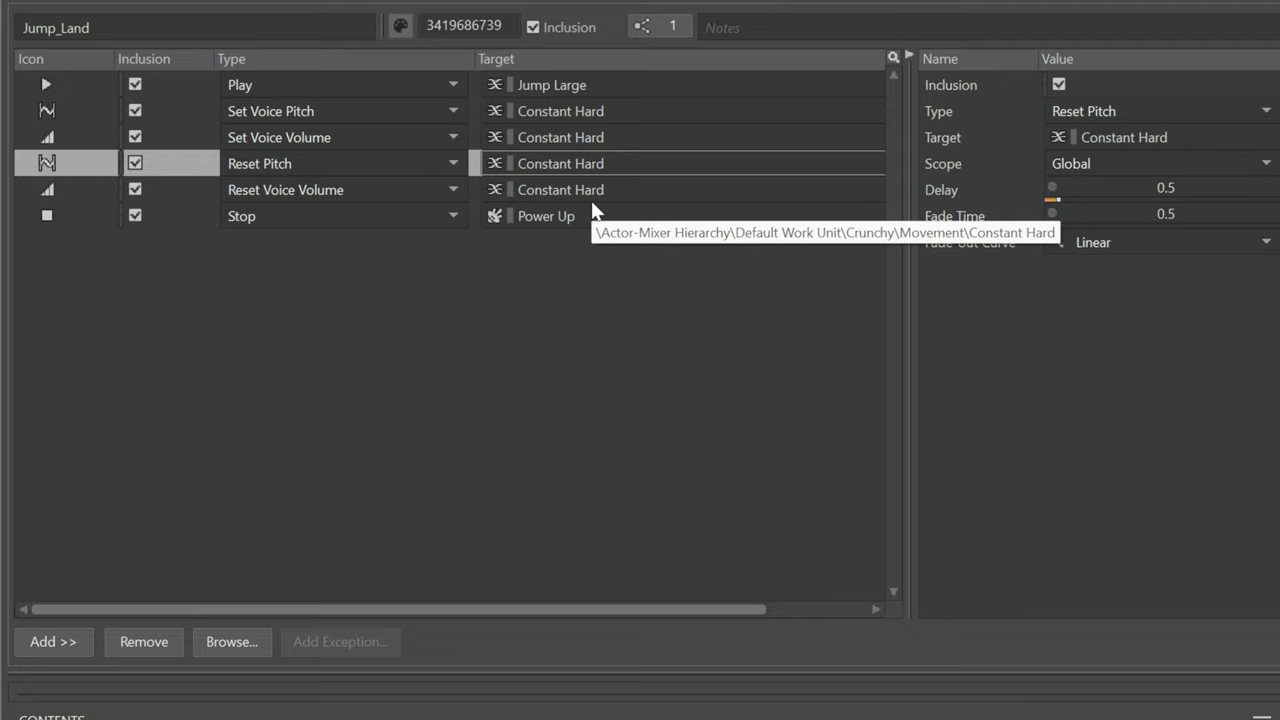 Jump_Land 3419686739 Inclusion 1 Notes
Icon Inclusion Type Target Name Value
Play Jump Large Inclusion
Set Voice Pitch Constant Hard Type Reset Pitch
Set Voice Volume Constant Hard Target Constant Hard
Reset Pitch Constant Hard Scope Global
Reset Voice Volume Constant Hard Delay 0.5
Stop Power Up Fade Time 0.5
\Actor-Mixer Hierarchy\Default Work Unit\Crunchy\Movement\Constant Hard
Fade-out Curve Linear
Add >> Remove Browse... Add Exception...
CONTENTS